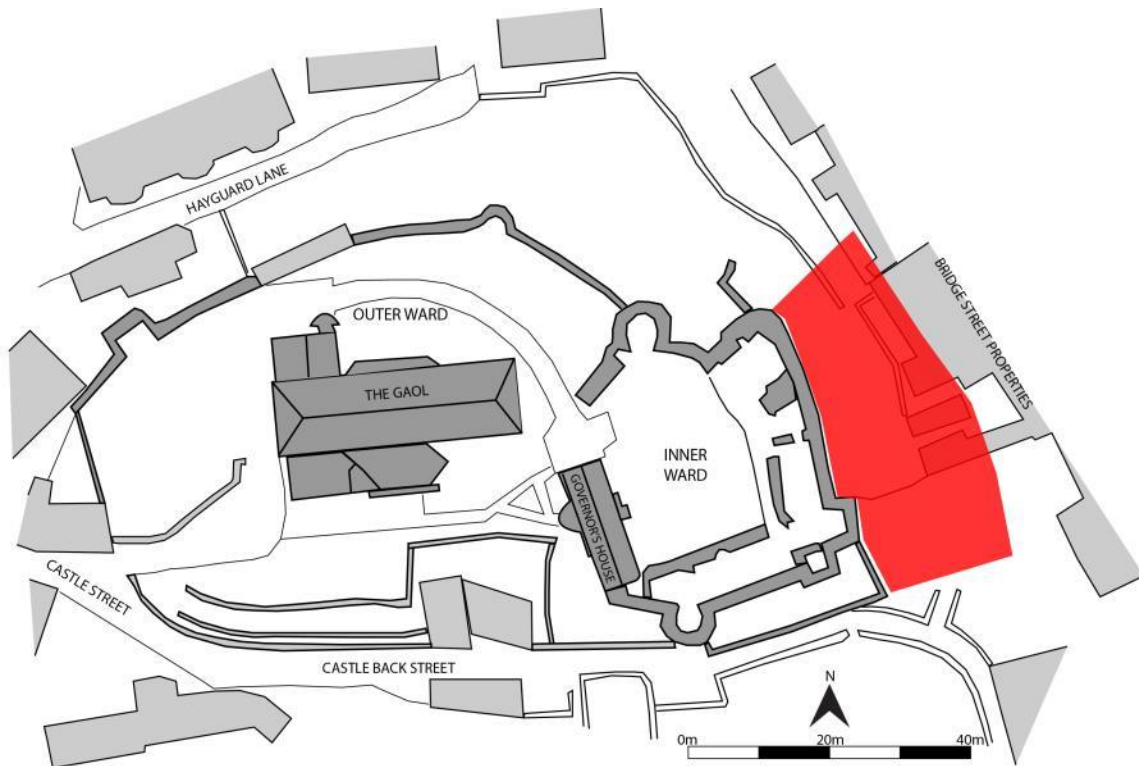 HAYGUARD LANE
OUTER WARD
BRIDGE STREET PROPERTIES
THE GAOL
INNER
WARD
GOVERNOR'S HOUSE
CASTLE STREET
CASTLE BACK STREET
N
0m 20m 40m